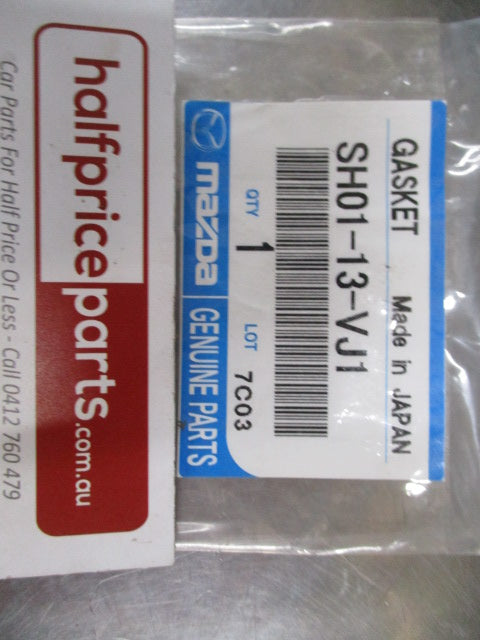 halfpriceparts.com.au
Car Parts For Half Price Or Less - Call 0412 760 479
GASKET Made in JAPAN
SH01-13-VJ1
QTY 1 LOT 7C03
mazda GENUINE PARTS